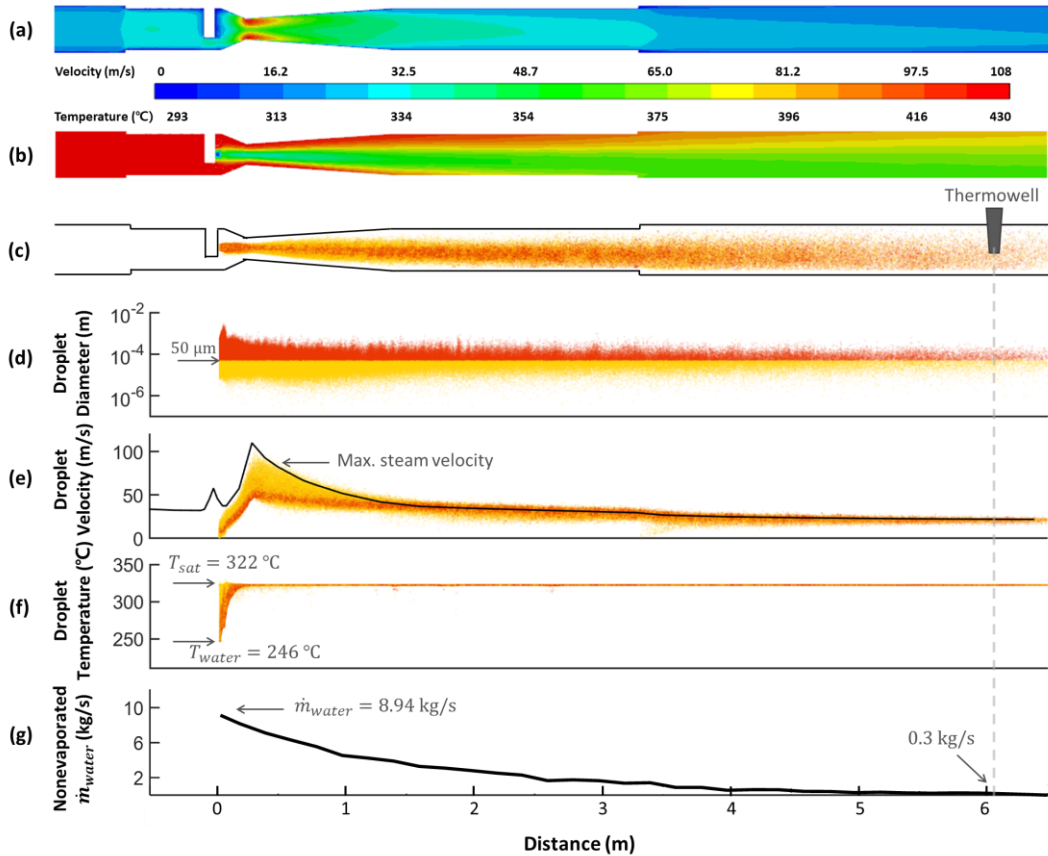 (a)
Velocity (m/s) 0 16.2 32.5 48.7 65.0 81.2 97.5 108
Temperature (℃) 293 313 334 354 375 396 416 430
(b)
Thermowell
(c)
(d)
Droplet
Diameter (m)
10⁻²
10⁻⁴
10⁻⁶
50 μm
(e)
Droplet
Velocity (m/s)
100
50
0
Max. steam velocity
(f)
Droplet
Temperature (℃)
350
300
250
T_sat = 322 ℃
T_water = 246 ℃
(g)
Nonevaporated
ṁ_water (kg/s)
10
6
2
ṁ_water = 8.94 kg/s
0.3 kg/s
0 1 2 3 4 5 6
Distance (m)